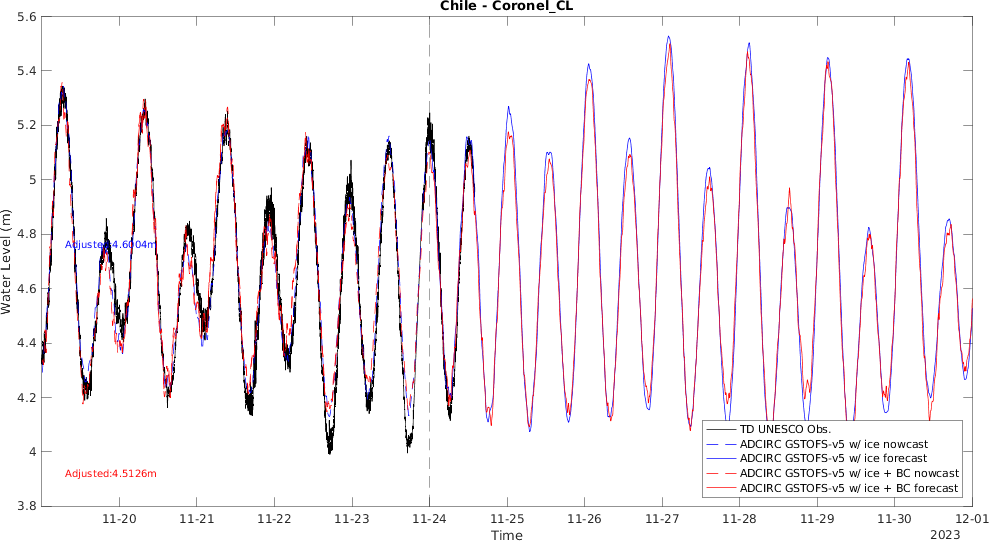 Chile - Coronel_CL
5.6
5.4
5.2
5
4.8
4.6
4.4
4.2
4
3.8
Water Level (m)
Adjusted:4.6004m
Adjusted:4.5126m
TD UNESCO Obs.
ADCIRC GSTOFS-v5 w/ ice nowcast
ADCIRC GSTOFS-v5 w/ ice forecast
ADCIRC GSTOFS-v5 w/ ice + BC nowcast
ADCIRC GSTOFS-v5 w/ ice + BC forecast
11-20 11-21 11-22 11-23 11-24 11-25 11-26 11-27 11-28 11-29 11-30 12-01
Time
2023